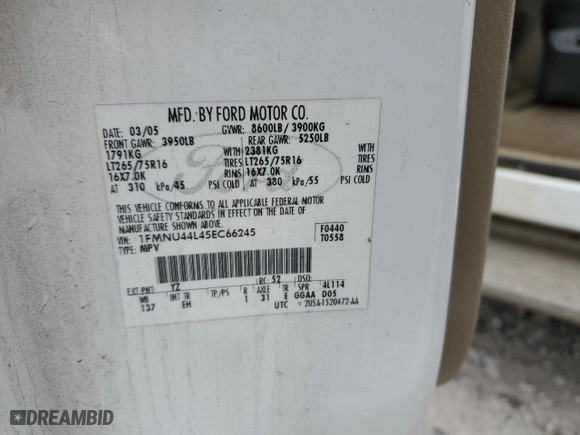 MFD. BY FORD MOTOR CO.
DATE: 03/05 GVWR: 8600LB/3900KG
FRONT GAWR: 3950LB REAR GAWR: 5250LB
1791KG WITH 2381KG WITH
LT265/75R16 TIRES LT265/75R16 TIRES
16X7.0K RIMS 16X7.0K RIMS
AT 310 kPa/45 PSI COLD AT 380 kPa/55 PSI COLD
THIS VEHICLE CONFORMS TO ALL APPLICABLE FEDERAL MOTOR
VEHICLE SAFETY STANDARDS IN EFFECT ON THE DATE OF
MANUFACTURE SHOWN ABOVE.
VIN: 1FMNU44L45EC66245 F0440
TYPE: MPV T0558
EXT PNT: YZ RC: 52 DSO:
WB INT TR TP/PS R AXLE TR SPR 4L114
137 EH 1 31 E GGAA D05
UTC 2U5A-1520472-AA
Ford
DREAMBID